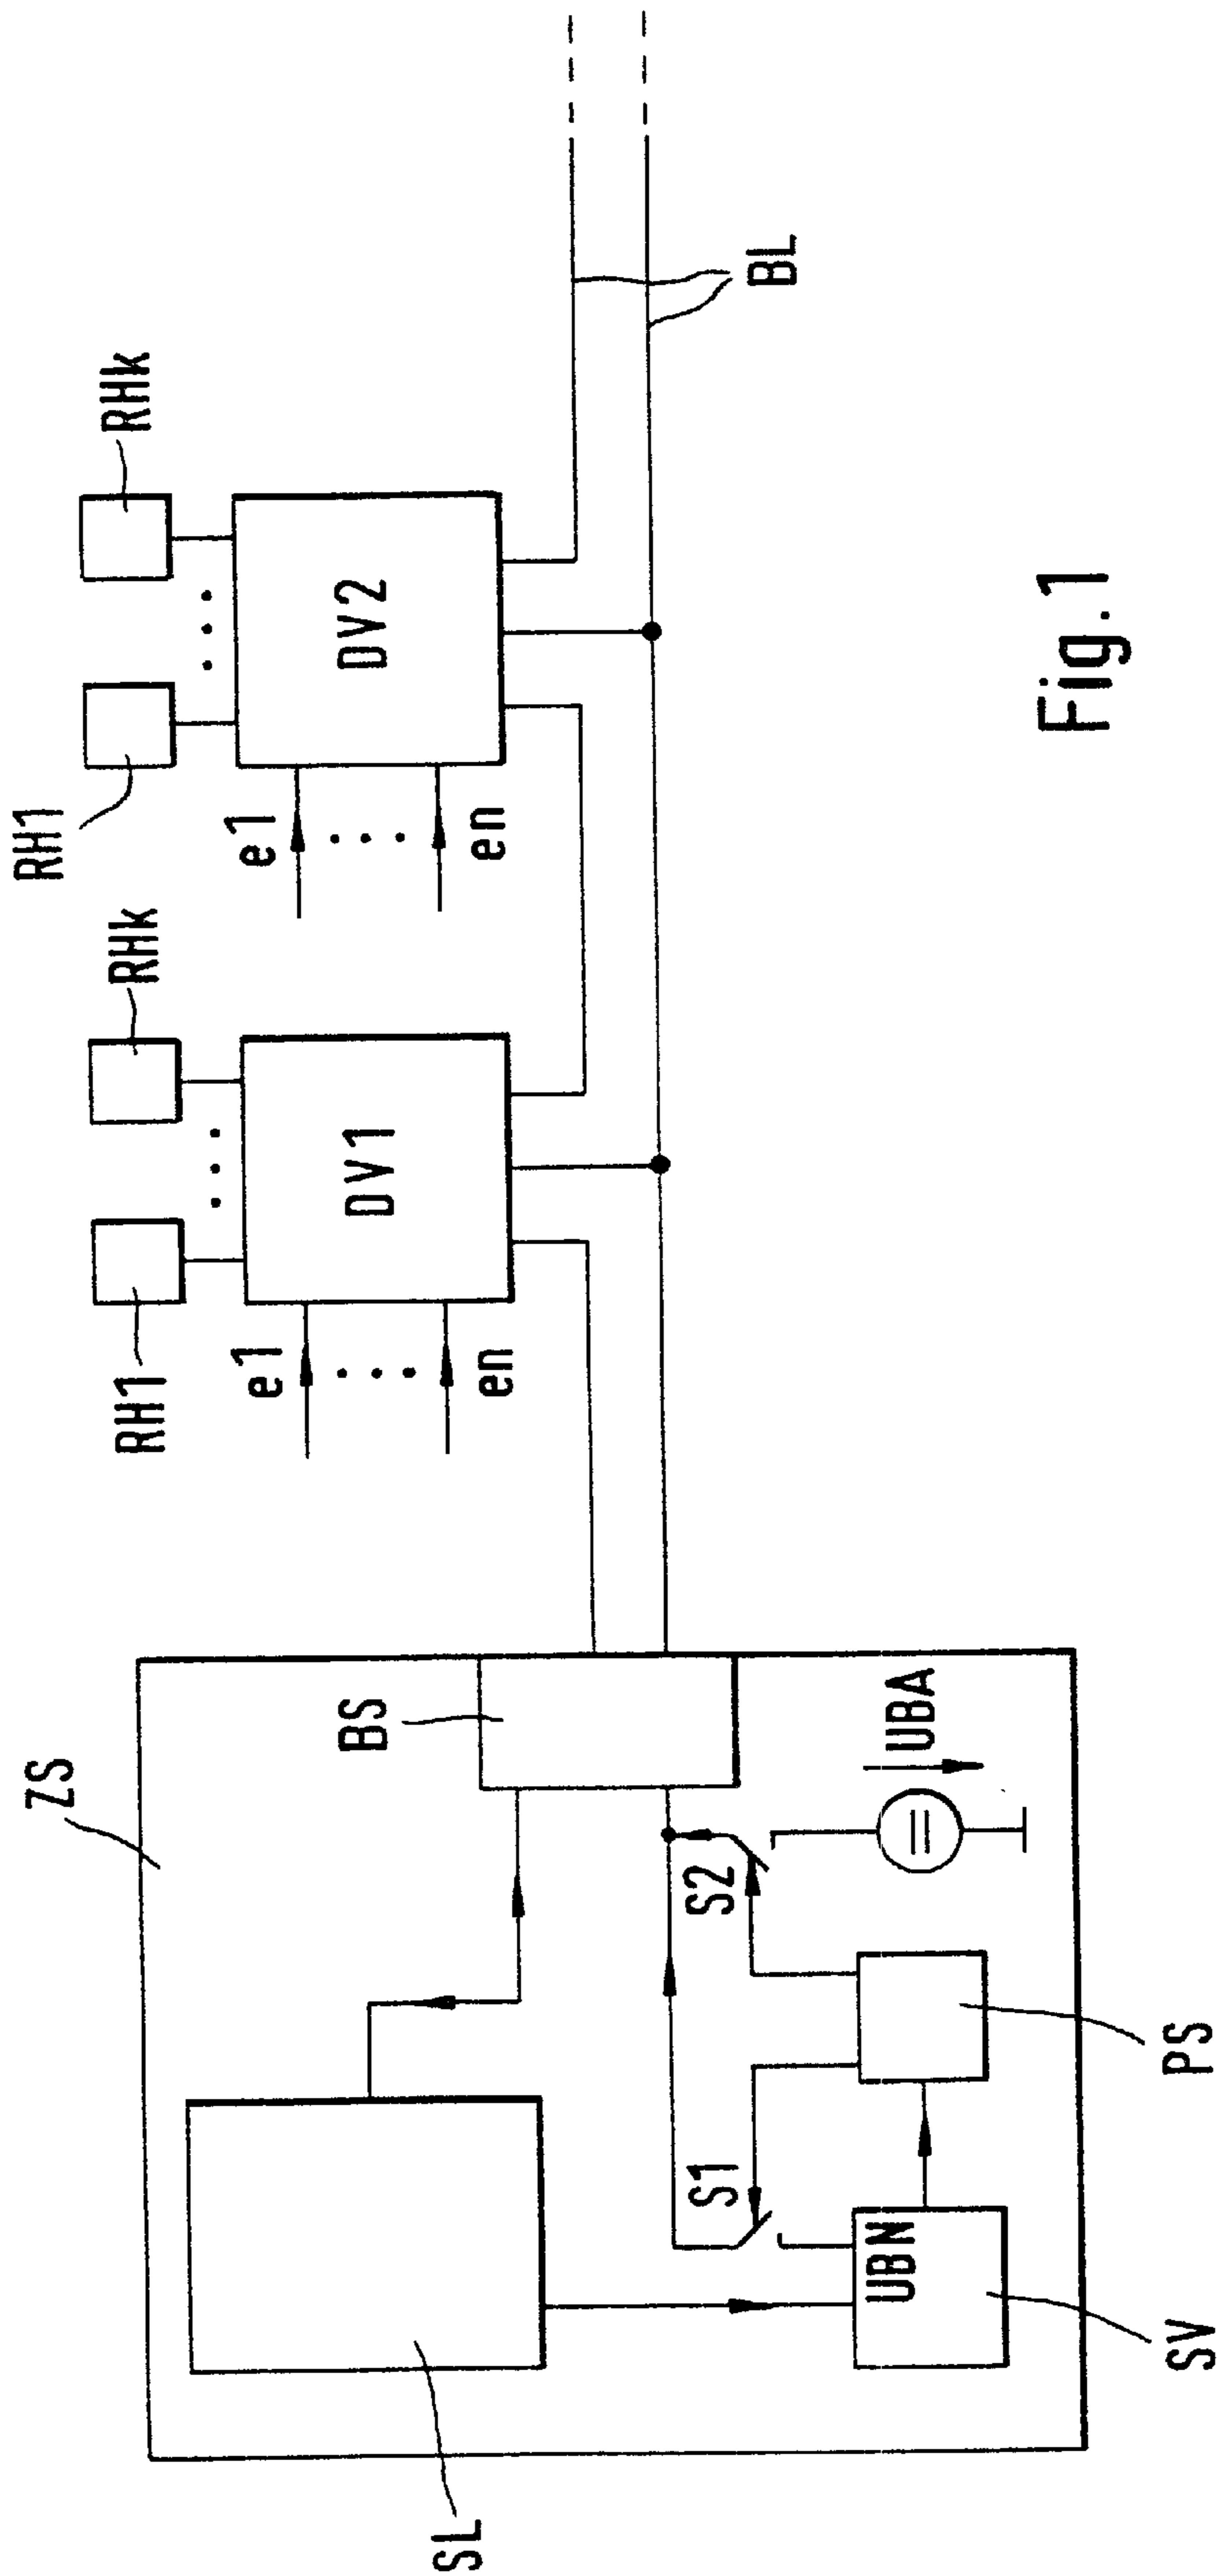 ZS
SL
BS
UBN
SV
PS
S1
S2
UBA
RH1
RHk
DV1
e1
en
RH1
RHk
DV2
e1
en
BL
Fig.1